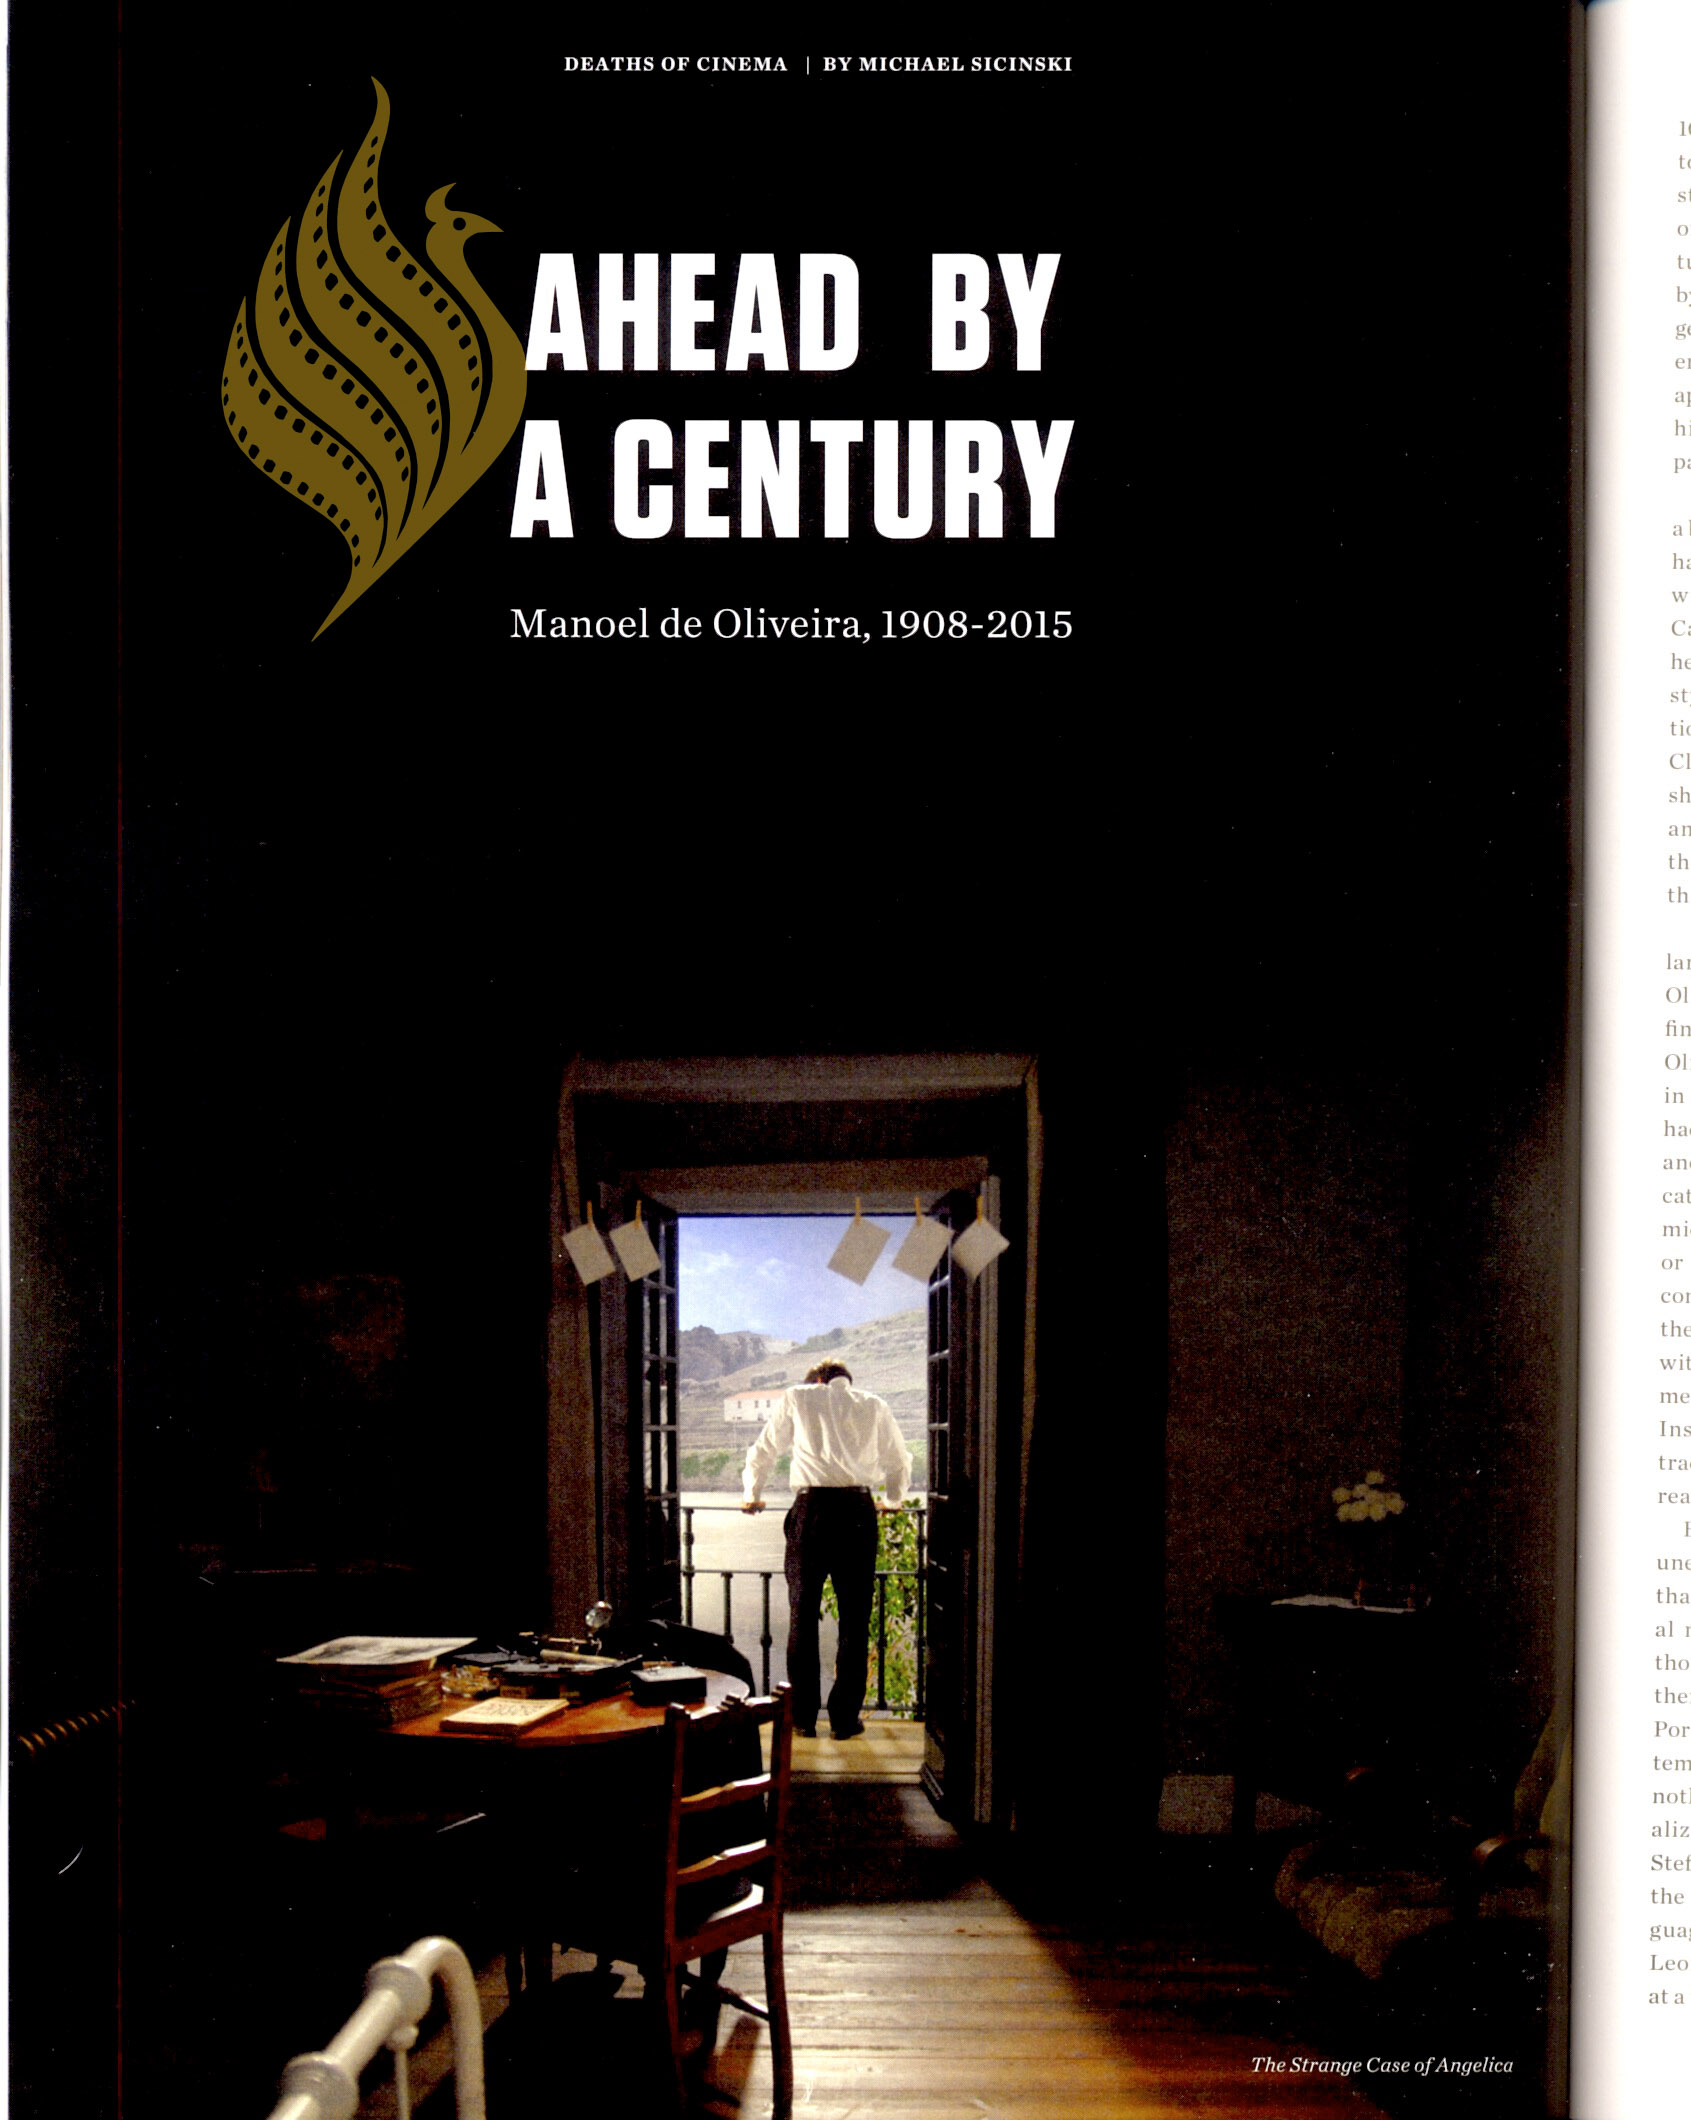 DEATHS OF CINEMA | BY MICHAEL SICINSKI
AHEAD BY
A CENTURY
Manoel de Oliveira, 1908-2015
The Strange Case of Angelica